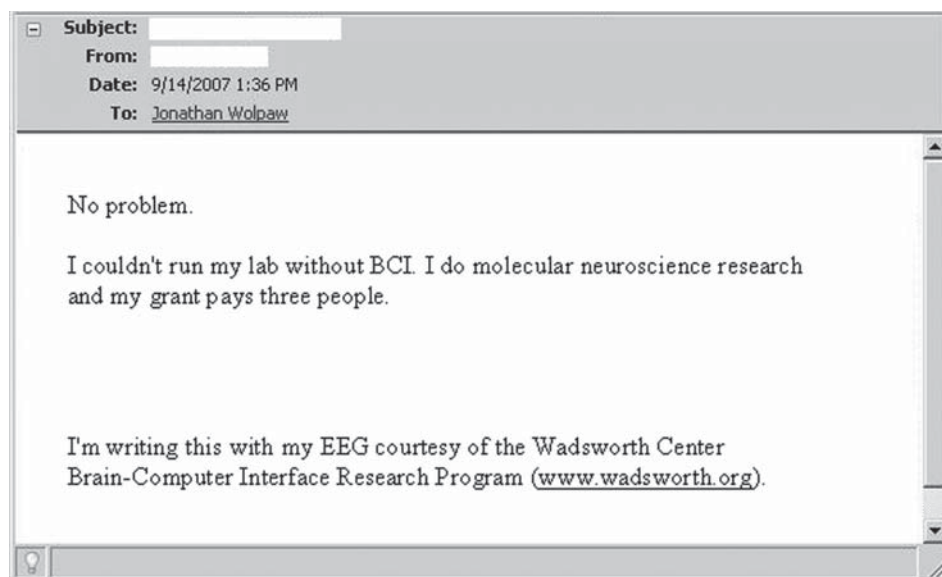 Subject:
From:
Date: 9/14/2007 1:36 PM
To: Jonathan Wolpaw
No problem.
I couldn't run my lab without BCI. I do molecular neuroscience research
and my grant pays three people.
I'm writing this with my EEG courtesy of the Wadsworth Center
Brain-Computer Interface Research Program (www.wadsworth.org).